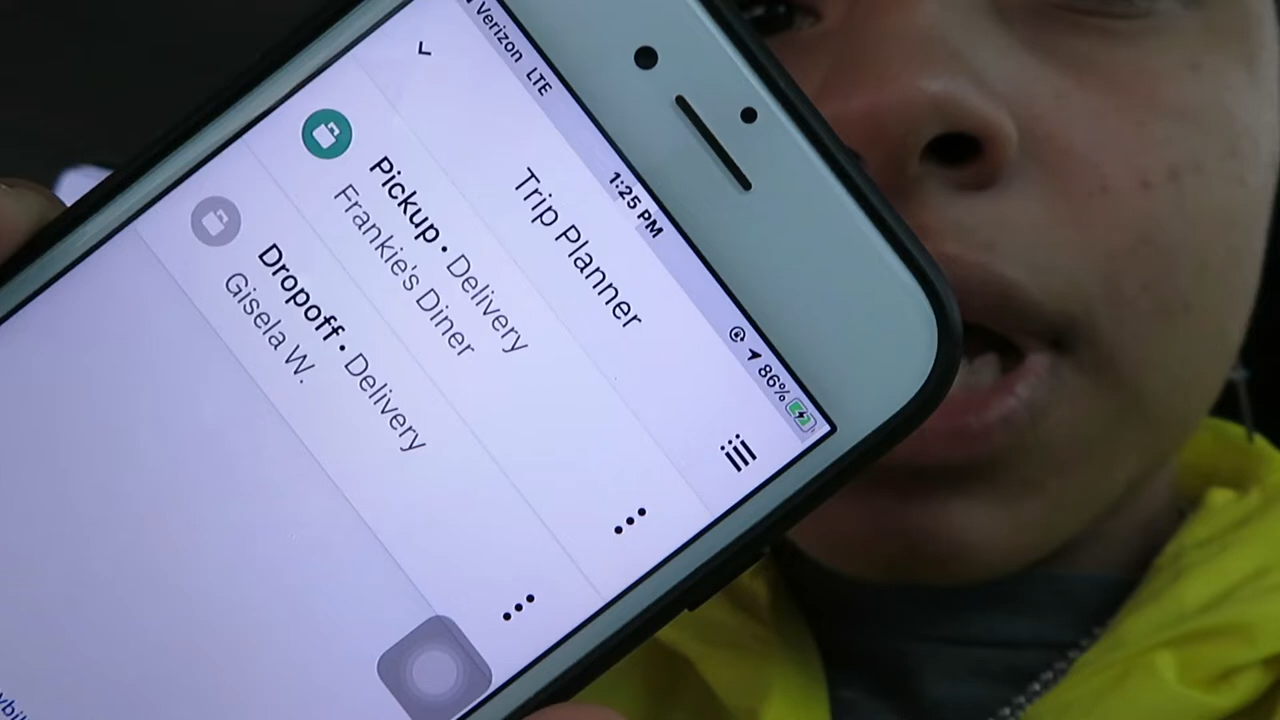 Verizon LTE 1:25 PM 86%
Trip Planner
Pickup • Delivery
Frankie's Diner
Dropoff • Delivery
Gisela W.